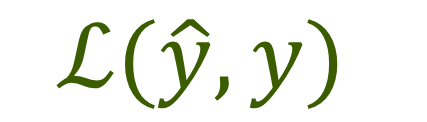 ℒ(ŷ, y)